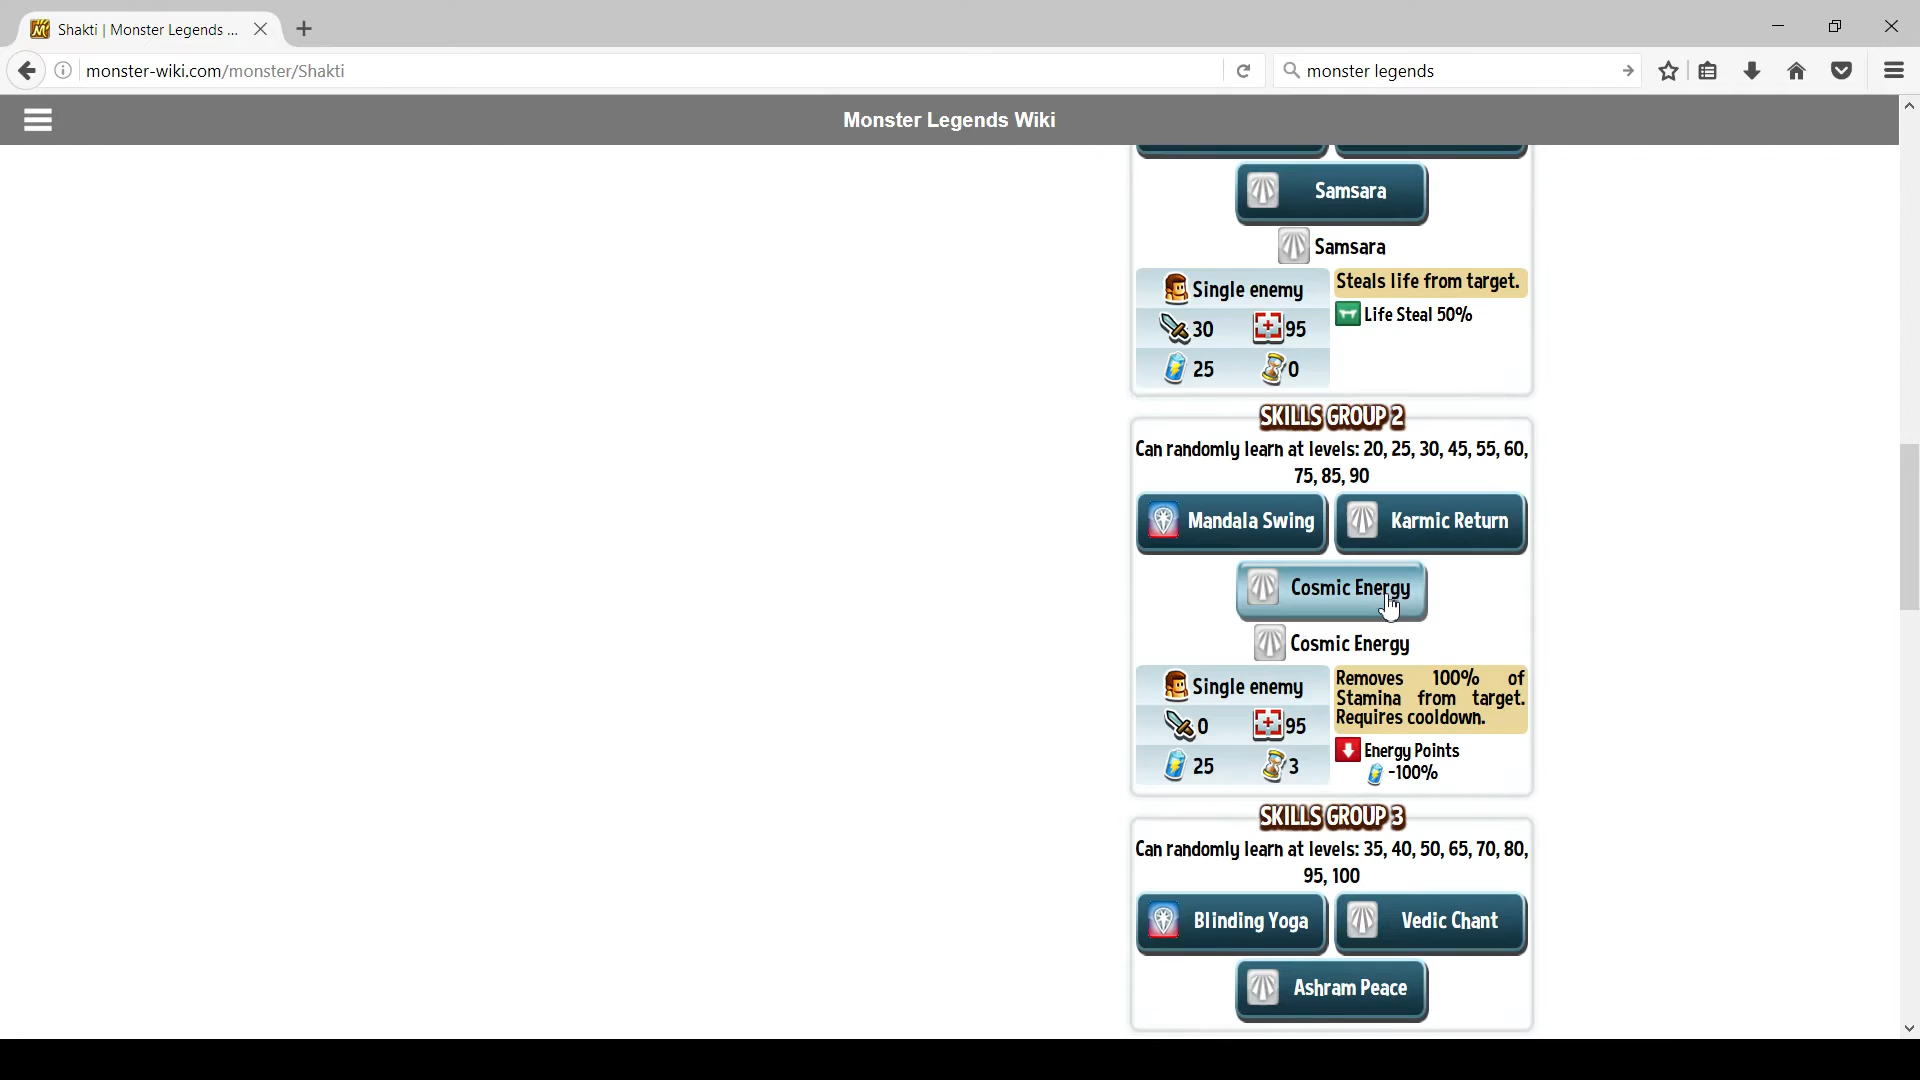 Shakti | Monster Legends ...
monster-wiki.com/monster/Shakti
monster legends
Monster Legends Wiki
Samsara
Samsara
Single enemy
30 95
25 0
Steals life from target.
Life Steal 50%
SKILLS GROUP 2
Can randomly learn at levels: 20, 25, 30, 45, 55, 60,
75, 85, 90
Mandala Swing
Karmic Return
Cosmic Energy
Cosmic Energy
Single enemy
0 95
25 3
Removes 100% of
Stamina from target.
Requires cooldown.
Energy Points
-100%
SKILLS GROUP 3
Can randomly learn at levels: 35, 40, 50, 65, 70, 80,
95, 100
Blinding Yoga
Vedic Chant
Ashram Peace